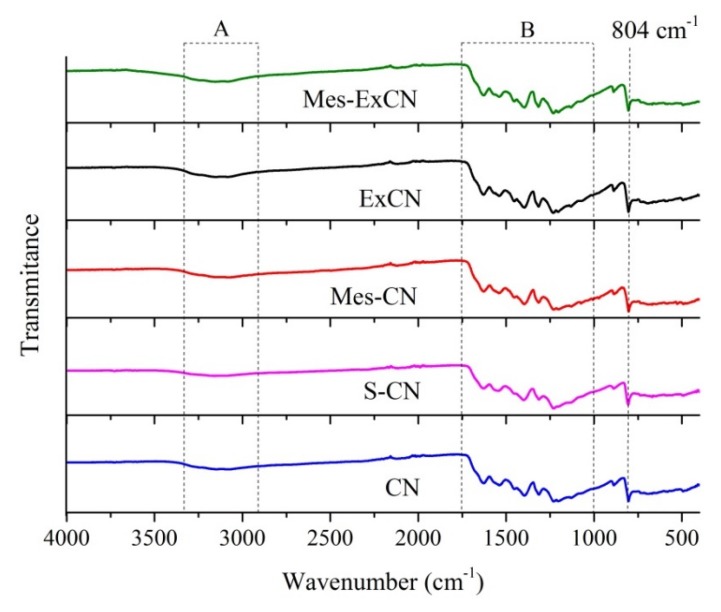 A B 804 cm⁻¹
Mes-ExCN
ExCN
Mes-CN
S-CN
CN
Transmitance
4000 3500 3000 2500 2000 1500 1000 500
Wavenumber (cm⁻¹)